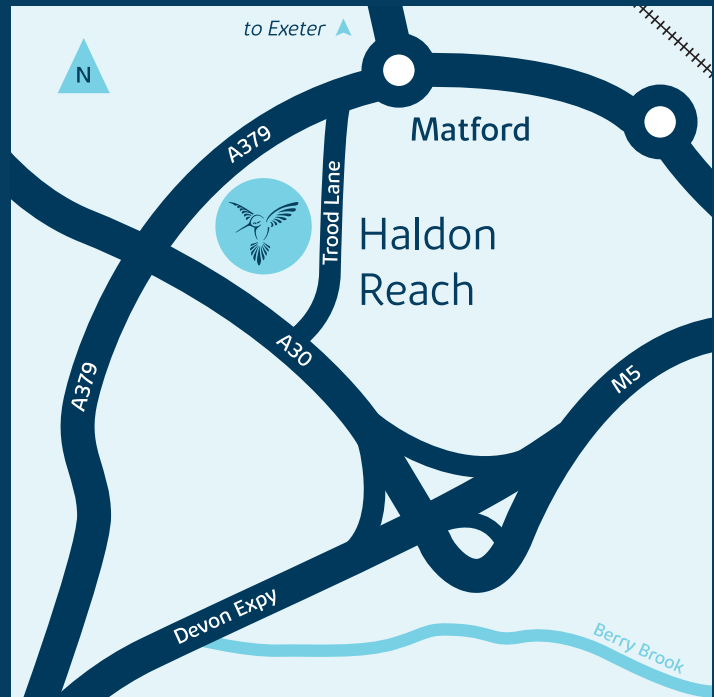 to Exeter
N
Matford
A379
Trood Lane
Haldon
Reach
A30
A379
M5
Devon Expy
Berry Brook